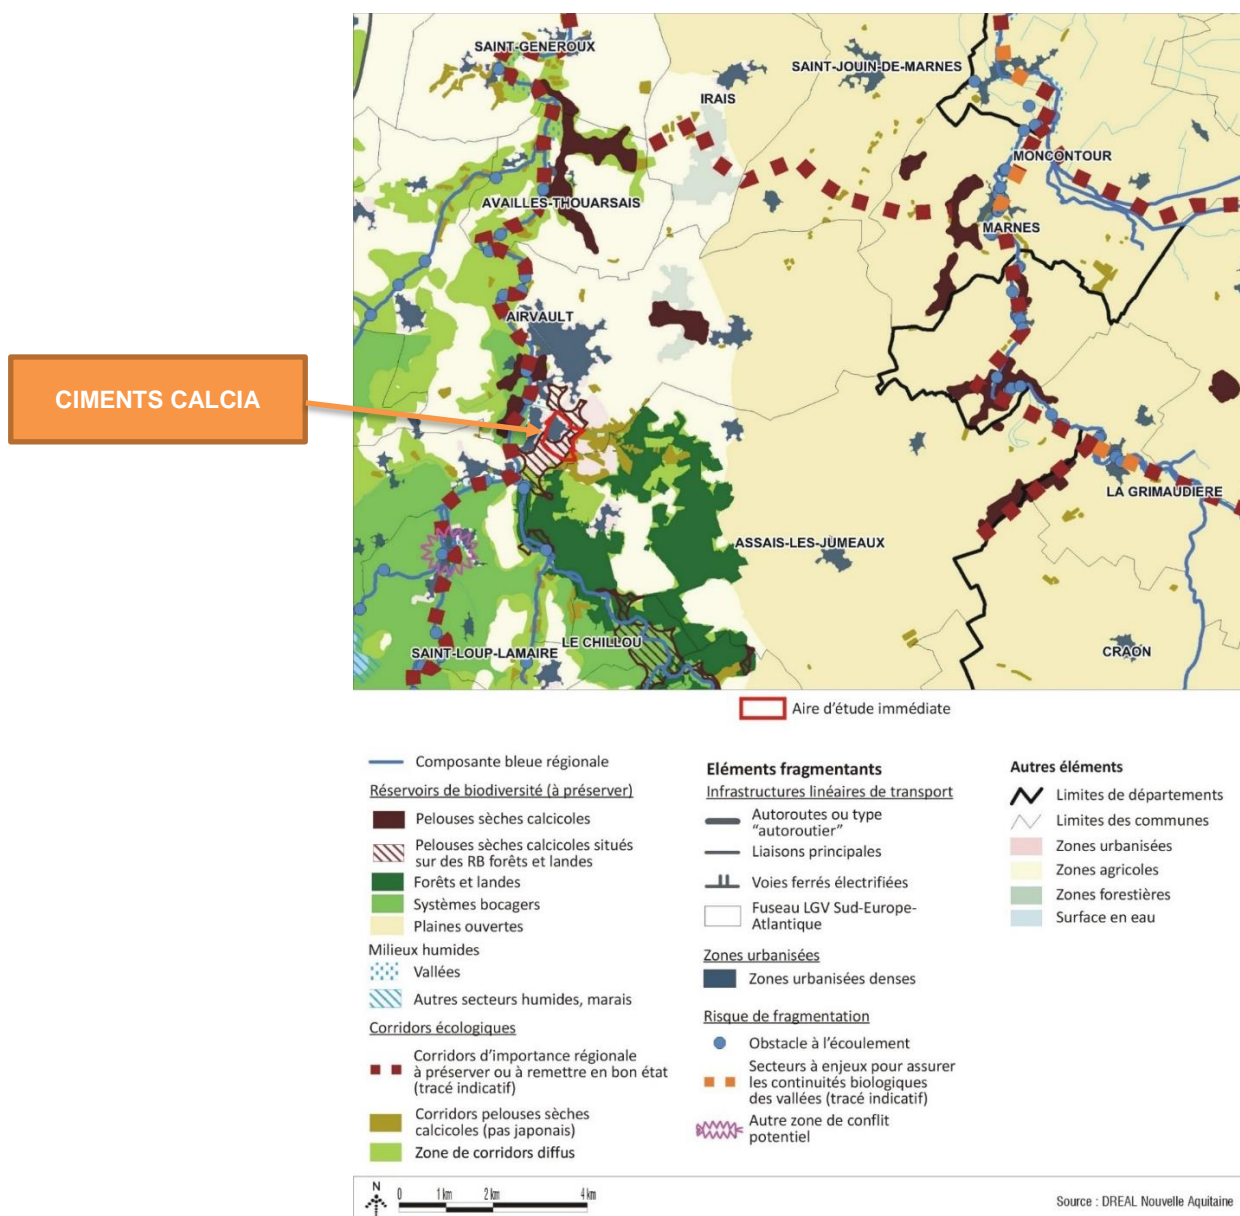 SAINT-GENEROUX
SAINT-JOUIN-DE-MARNES
IRAIS
MONCONTOUR
AVAILLES-THOUARSAIS
MARNES
AIRVAULT
CIMENTS CALCIA
LA GRIMAUDIERE
ASSAIS-LES-JUMEAUX
LE CHILLOU
SAINT-LOUP-LAMAIRE
CRAON
Aire d'étude immédiate
Composante bleue régionale
Réservoirs de biodiversité (à préserver)
Pelouses sèches calcicoles
Pelouses sèches calcicoles situés
sur des RB forêts et landes
Forêts et landes
Systèmes bocagers
Plaines ouvertes
Milieux humides
Vallées
Autres secteurs humides, marais
Corridors écologiques
Corridors d'importance régionale
à préserver ou à remettre en bon état
(tracé indicatif)
Corridors pelouses sèches
calcicoles (pas japonais)
Zone de corridors diffus
Eléments fragmentants
Infrastructures linéaires de transport
Autoroutes ou type
"autoroutier"
Liaisons principales
Voies ferrés électrifiées
Fuseau LGV Sud-Europe-
Atlantique
Zones urbanisées
Zones urbanisées denses
Risque de fragmentation
Obstacle à l'écoulement
Secteurs à enjeux pour assurer
les continuités biologiques
des vallées (tracé indicatif)
Autre zone de conflit
potentiel
Autres éléments
Limites de départements
Limites des communes
Zones urbanisées
Zones agricoles
Zones forestières
Surface en eau
N
0 1 km 2 km 4 km
Source : DREAL Nouvelle Aquitaine